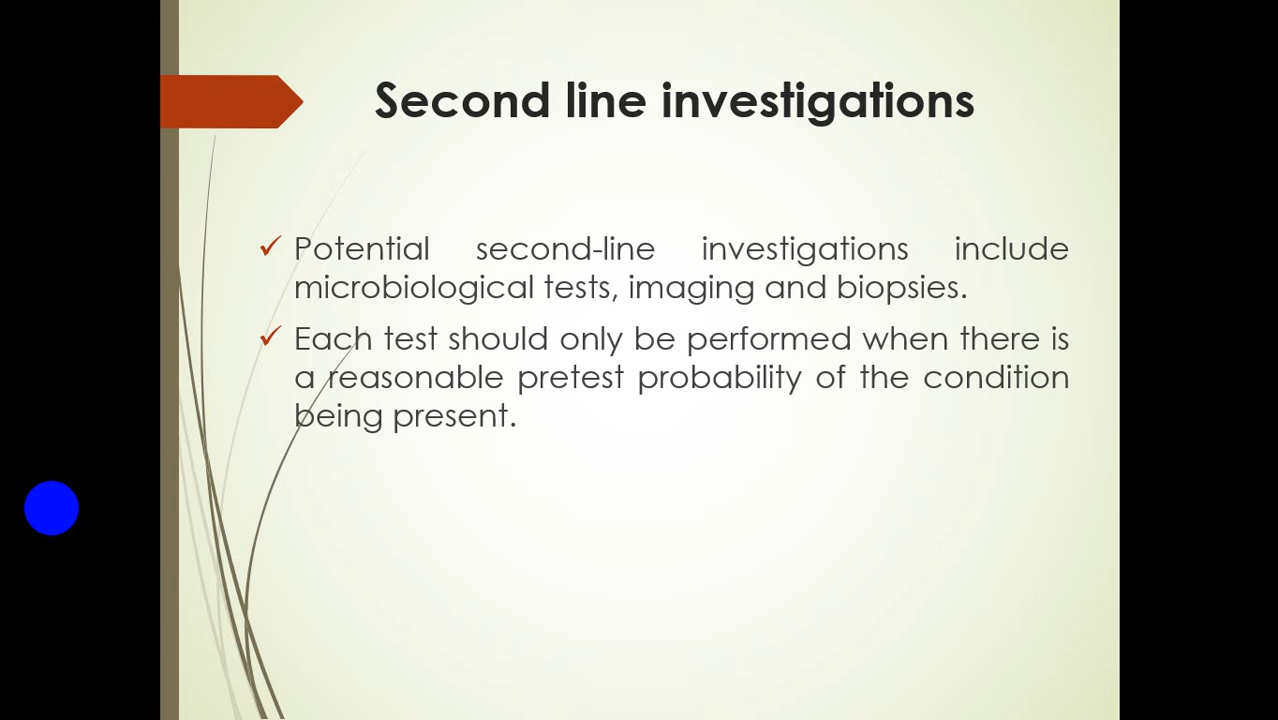 Second line investigations
Potential second-line investigations include
microbiological tests, imaging and biopsies.
Each test should only be performed when there is
a reasonable pretest probability of the condition
being present.